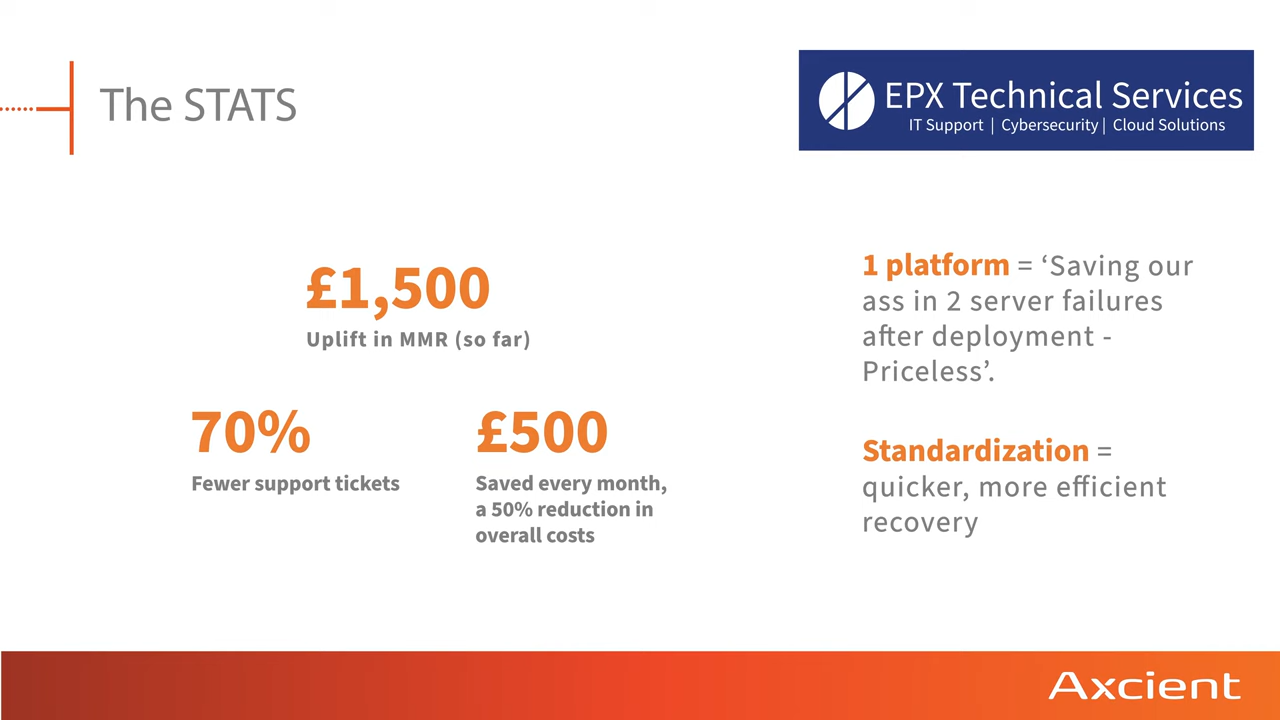 The STATS
EPX Technical Services
IT Support | Cybersecurity | Cloud Solutions
£1,500
Uplift in MMR (so far)
70%
Fewer support tickets
£500
Saved every month,
a 50% reduction in
overall costs
1 platform = ‘Saving our
ass in 2 server failures
after deployment -
Priceless’.
Standardization =
quicker, more efficient
recovery
Axcient